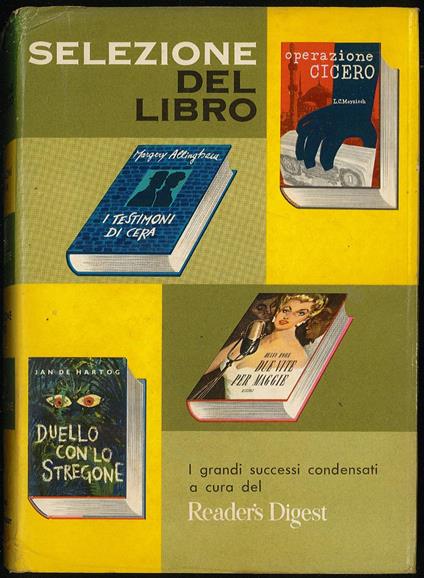 SELEZIONE
DEL
LIBRO
operazione
CICERO
L.C. Moyzisch
Margery Allingham
I TESTIMONI
DI CERA
JAN DE HARTOG
DUELLO
CON LO
STREGONE
DUE VITE
PER MAGGIE
I grandi successi condensati
a cura del
Reader's Digest